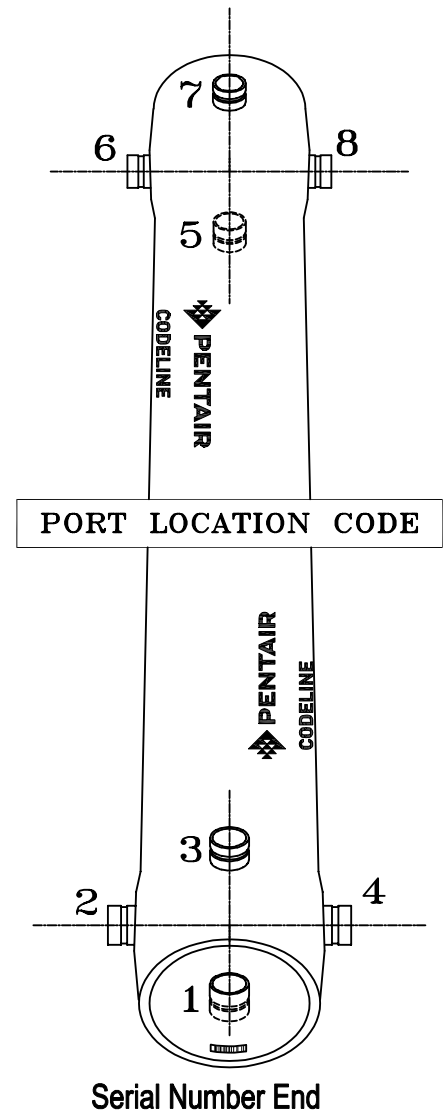 7
6
8
5
CODELINE
PENTAIR
PORT LOCATION CODE
PENTAIR
CODELINE
3
2
4
1
Serial Number End